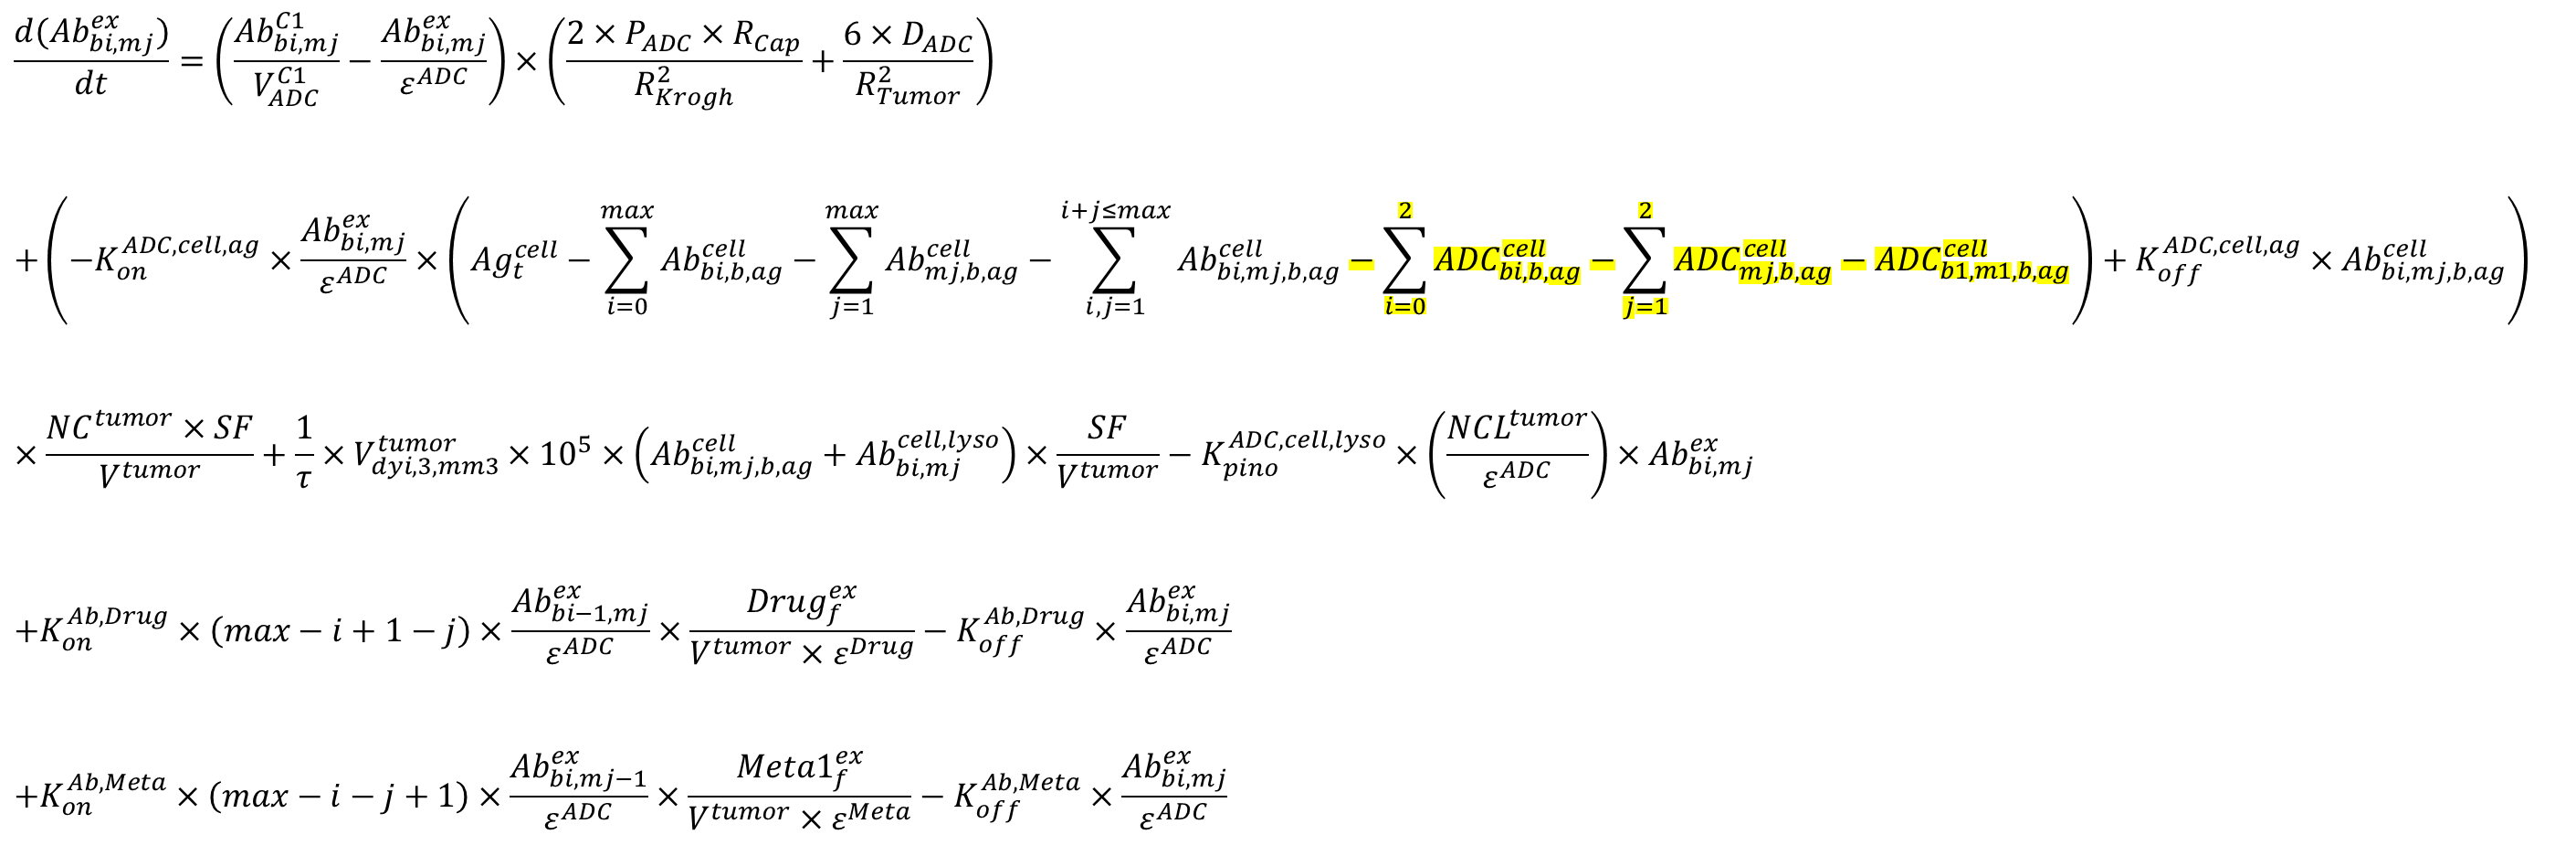 d(Ab^{ex}_{bi,mj})/dt = (Ab^{C1}_{bi,mj}/V^{C1}_{ADC} − Ab^{ex}_{bi,mj}/ε^{ADC}) × ((2 × P_{ADC} × R_{Cap})/R^2_{Krogh} + (6 × D_{ADC})/R^2_{Tumor})
+(−K^{ADC,cell,ag}_{on} × Ab^{ex}_{bi,mj}/ε^{ADC} × (Ag^{cell}_t − ∑_{i=0}^{max} Ab^{cell}_{bi,b,ag} − ∑_{j=1}^{max} Ab^{cell}_{mj,b,ag} − ∑_{i,j=1}^{i+j≤max} Ab^{cell}_{bi,mj,b,ag} − ∑_{i=0}^{2} ADC^{cell}_{bi,b,ag} − ∑_{j=1}^{2} ADC^{cell}_{mj,b,ag} − ADC^{cell}_{b1,m1,b,ag}) + K^{ADC,cell,ag}_{off} × Ab^{cell}_{bi,mj,b,ag})
× (NC^{tumor} × SF)/V^{tumor} + 1/τ × V^{tumor}_{dyi,3,mm3} × 10^5 × (Ab^{cell}_{bi,mj,b,ag} + Ab^{cell,lyso}_{bi,mj}) × SF/V^{tumor} − K^{ADC,cell,lyso}_{pino} × (NCL^{tumor}/ε^{ADC}) × Ab^{ex}_{bi,mj}
+K^{Ab,Drug}_{on} × (max − i + 1 − j) × Ab^{ex}_{bi−1,mj}/ε^{ADC} × Drug^{ex}_f/(V^{tumor} × ε^{Drug}) − K^{Ab,Drug}_{off} × Ab^{ex}_{bi,mj}/ε^{ADC}
+K^{Ab,Meta}_{on} × (max − i − j + 1) × Ab^{ex}_{bi,mj−1}/ε^{ADC} × Meta1^{ex}_f/(V^{tumor} × ε^{Meta}) − K^{Ab,Meta}_{off} × Ab^{ex}_{bi,mj}/ε^{ADC}